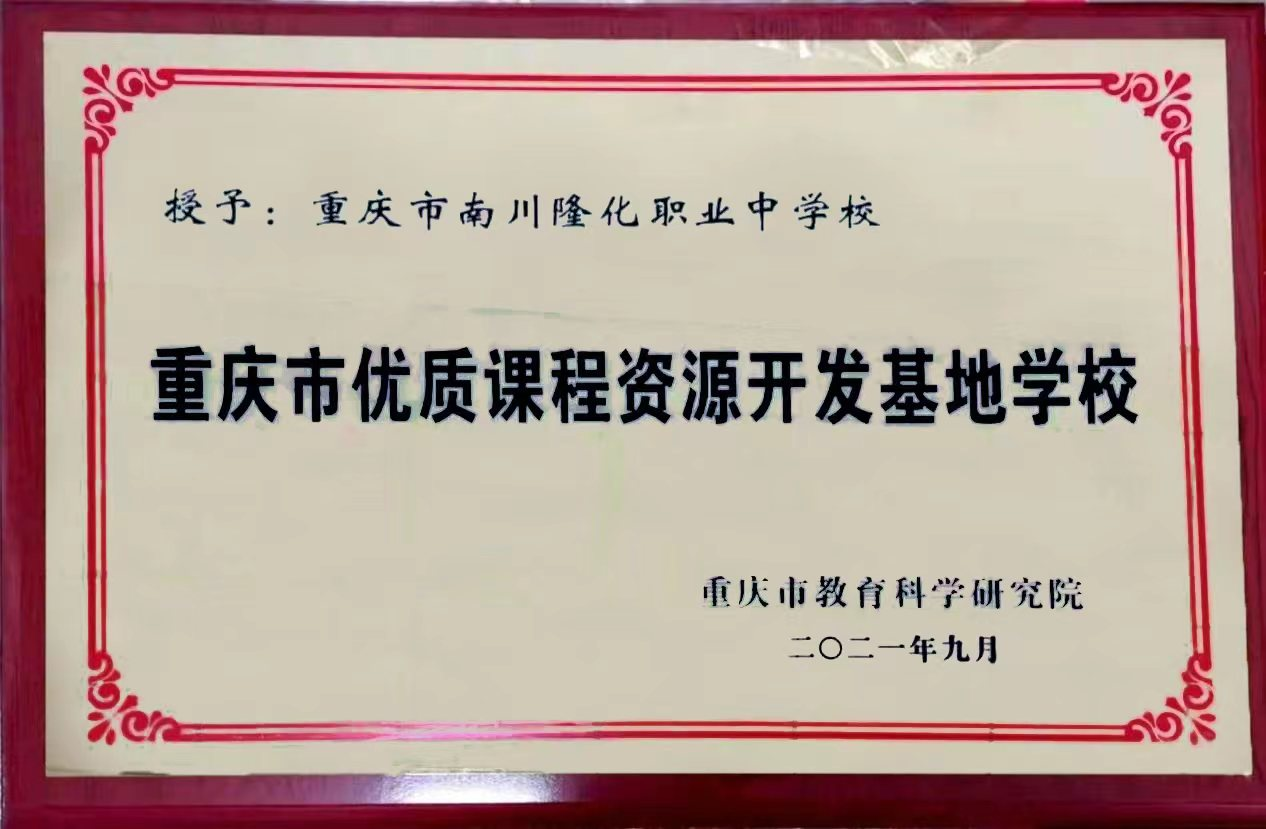 授予：重庆市南川隆化职业中学校
重庆市优质课程资源开发基地学校
重庆市教育科学研究院
二〇二一年九月